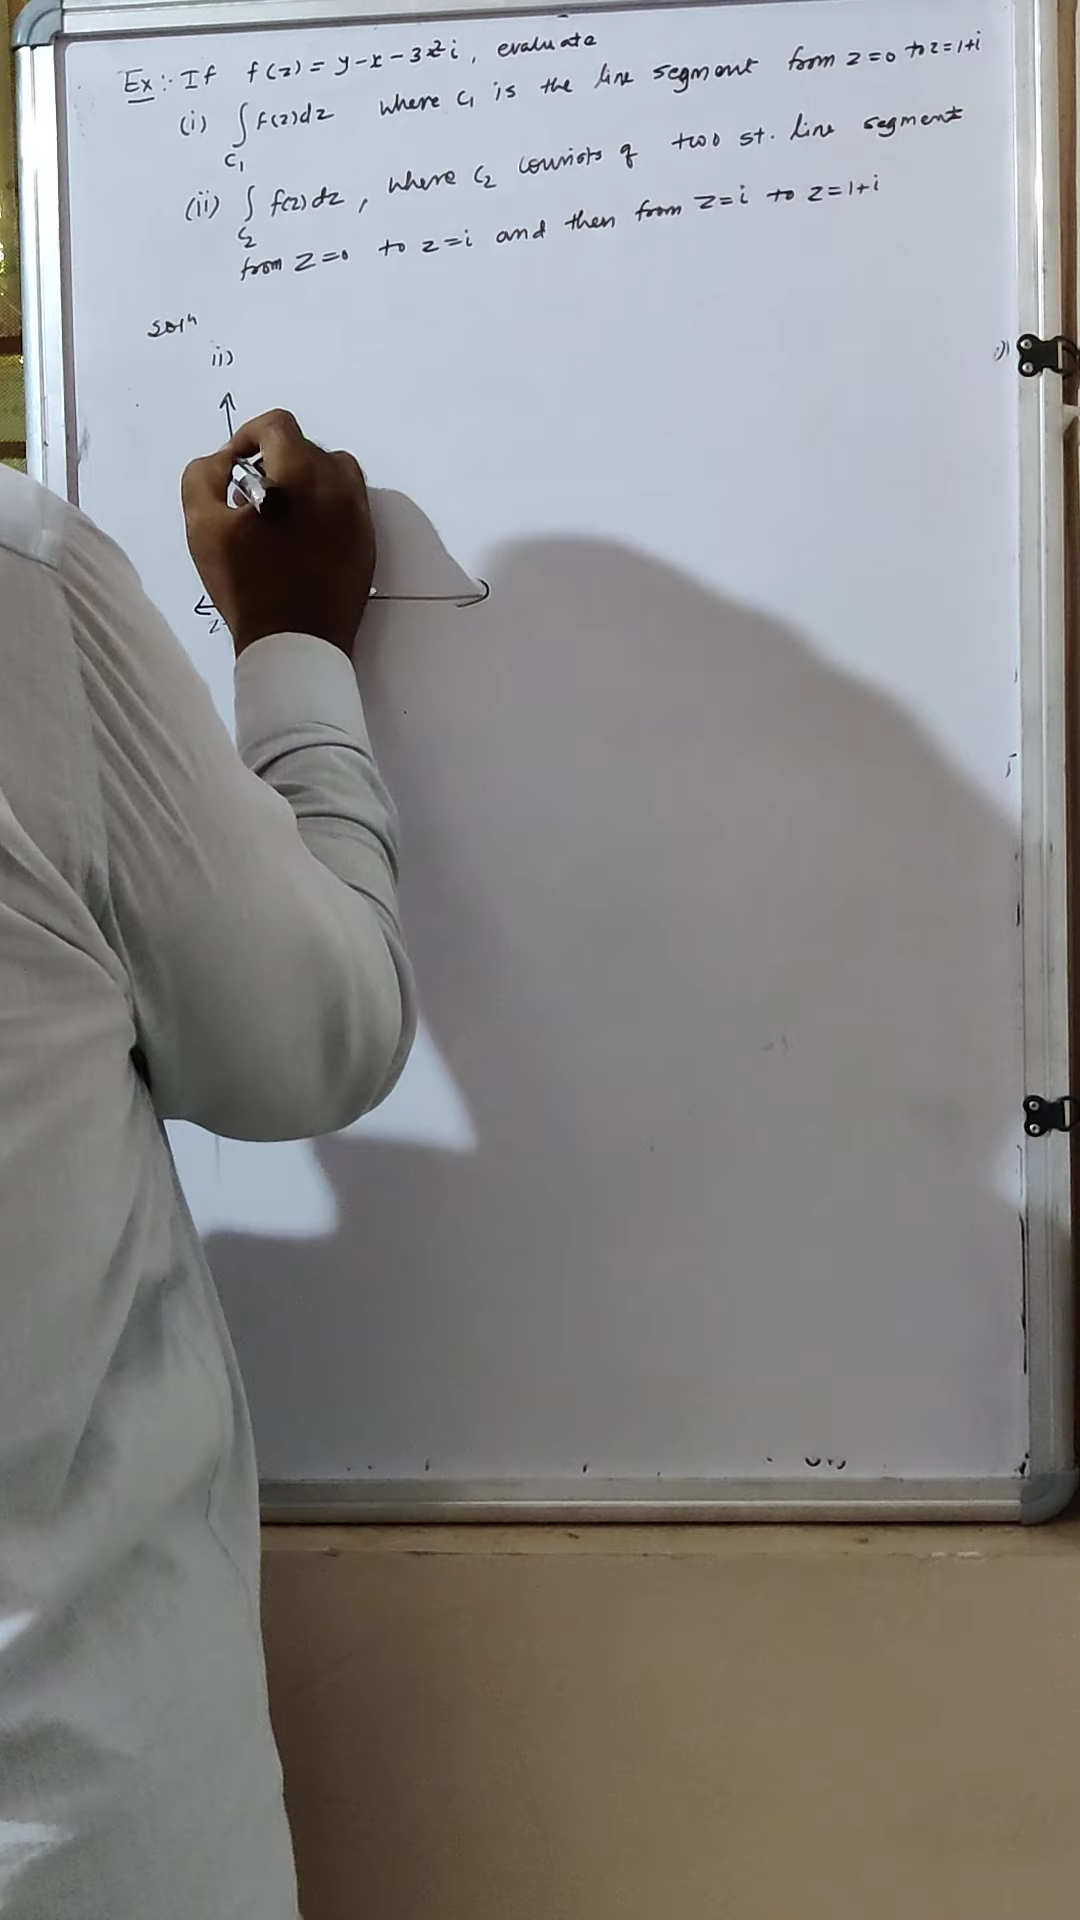 Ex:- If f(z) = y-x-3x²i, evaluate
(i) ∫ f(z)dz where C₁ is the line segment from z=0 to z=1+i
C₁
(ii) ∫ f(z)dz, where C₂ consists of two st. line segment
C₂
from z=0 to z=i and then from z=i to z=1+i
Solⁿ
ii)